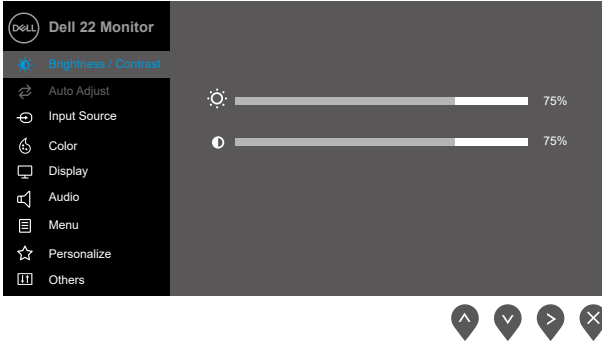 DELL Dell 22 Monitor
Brightness / Contrast
Auto Adjust
75%
Input Source
Color
75%
Display
Audio
Menu
Personalize
Others